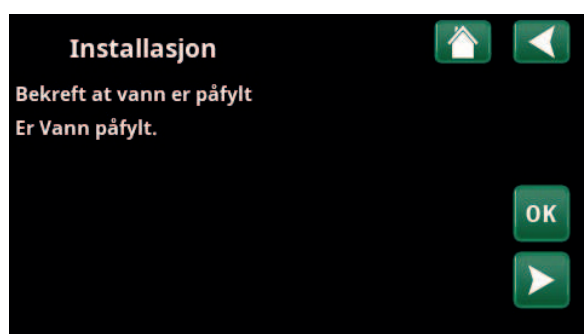 Installasjon
Bekreft at vann er påfylt
Er Vann påfylt.
OK